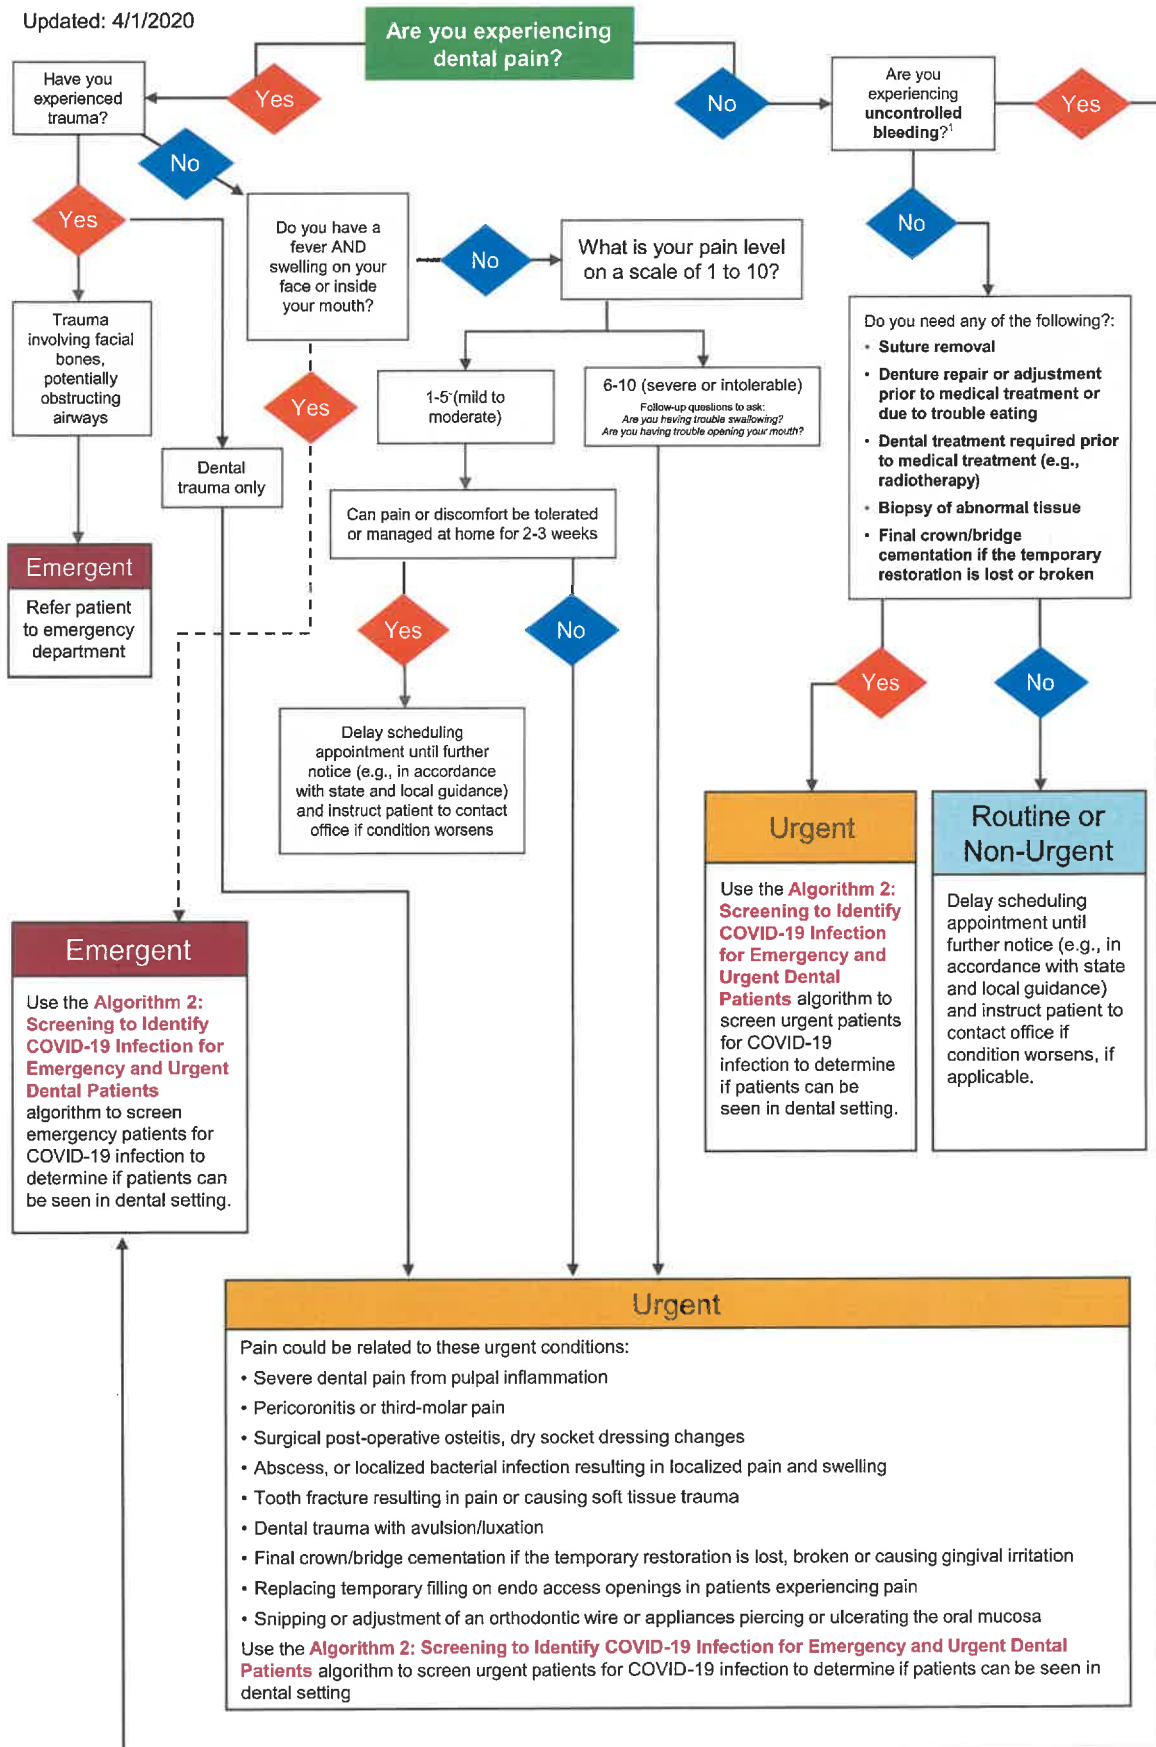 Updated: 4/1/2020
Are you experiencing
dental pain?
Have you
experienced
trauma?
Yes
No
Are you
experiencing
uncontrolled
bleeding?¹
Yes
No
Yes
Do you have a
fever AND
swelling on your
face or inside
your mouth?
No
What is your pain level
on a scale of 1 to 10?
No
Trauma
involving facial
bones,
potentially
obstructing
airways
Yes
1-5 (mild to
moderate)
6-10 (severe or intolerable)
Follow-up questions to ask:
Are you having trouble swallowing?
Are you having trouble opening your mouth?
Do you need any of the following?:
• Suture removal
• Denture repair or adjustment
prior to medical treatment or
due to trouble eating
• Dental treatment required prior
to medical treatment (e.g.,
radiotherapy)
• Biopsy of abnormal tissue
• Final crown/bridge
cementation if the temporary
restoration is lost or broken
Dental
trauma only
Can pain or discomfort be tolerated
or managed at home for 2-3 weeks
Emergent
Refer patient
to emergency
department
Yes
No
Yes
No
Delay scheduling
appointment until further
notice (e.g., in accordance
with state and local guidance)
and instruct patient to contact
office if condition worsens
Urgent
Use the Algorithm 2:
Screening to Identify
COVID-19 Infection
for Emergency and
Urgent Dental
Patients algorithm to
screen urgent patients
for COVID-19
infection to determine
if patients can be
seen in dental setting.
Routine or
Non-Urgent
Delay scheduling
appointment until
further notice (e.g., in
accordance with state
and local guidance)
and instruct patient to
contact office if
condition worsens, if
applicable.
Emergent
Use the Algorithm 2:
Screening to Identify
COVID-19 Infection for
Emergency and Urgent
Dental Patients
algorithm to screen
emergency patients for
COVID-19 infection to
determine if patients can
be seen in dental setting.
Urgent
Pain could be related to these urgent conditions:
• Severe dental pain from pulpal inflammation
• Pericoronitis or third-molar pain
• Surgical post-operative osteitis, dry socket dressing changes
• Abscess, or localized bacterial infection resulting in localized pain and swelling
• Tooth fracture resulting in pain or causing soft tissue trauma
• Dental trauma with avulsion/luxation
• Final crown/bridge cementation if the temporary restoration is lost, broken or causing gingival irritation
• Replacing temporary filling on endo access openings in patients experiencing pain
• Snipping or adjustment of an orthodontic wire or appliances piercing or ulcerating the oral mucosa
Use the Algorithm 2: Screening to Identify COVID-19 Infection for Emergency and Urgent Dental
Patients algorithm to screen urgent patients for COVID-19 infection to determine if patients can be seen in
dental setting